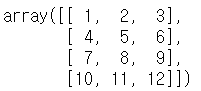 array([[ 1,  2,  3],
       [ 4,  5,  6],
       [ 7,  8,  9],
       [10, 11, 12]])